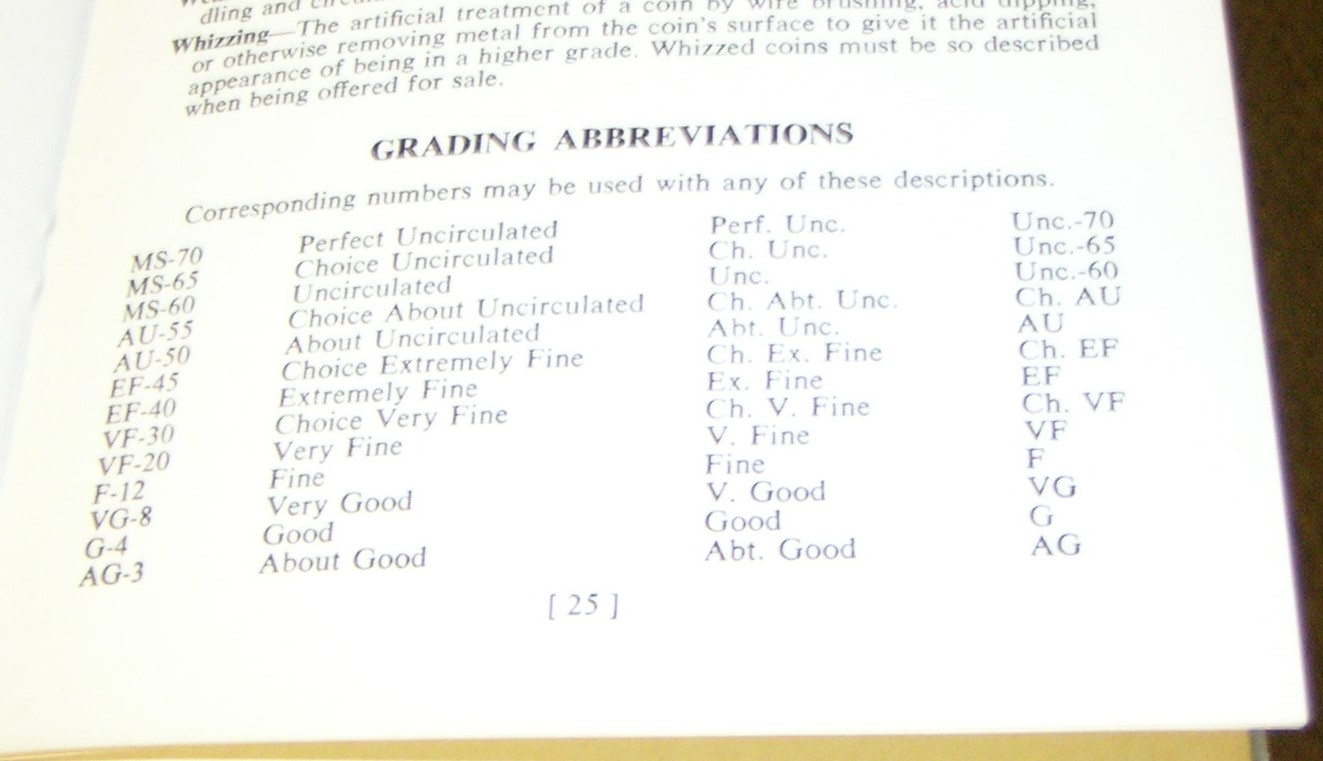 dling and
Whizzing—The artificial treatment of a coin by wire brushing, acid dipping,
or otherwise removing metal from the coin's surface to give it the artificial
appearance of being in a higher grade. Whizzed coins must be so described
when being offered for sale.
GRADING ABBREVIATIONS
Corresponding numbers may be used with any of these descriptions.
MS-70 Perfect Uncirculated Perf. Unc. Unc.-70
MS-65 Choice Uncirculated Ch. Unc. Unc.-65
MS-60 Uncirculated Unc. Unc.-60
AU-55 Choice About Uncirculated Ch. Abt. Unc. Ch. AU
AU-50 About Uncirculated Abt. Unc. AU
EF-45 Choice Extremely Fine Ch. Ex. Fine Ch. EF
EF-40 Extremely Fine Ex. Fine EF
VF-30 Choice Very Fine Ch. V. Fine Ch. VF
VF-20 Very Fine V. Fine VF
F-12 Fine Fine F
VG-8 Very Good V. Good VG
G-4 Good Good G
AG-3 About Good Abt. Good AG
[ 25 ]